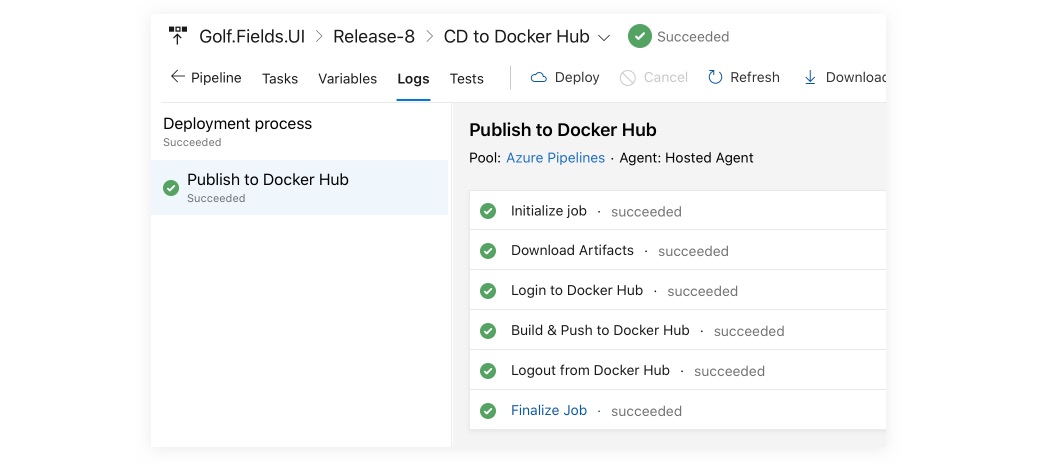 Golf.Fields.UI > Release-8 > CD to Docker Hub Succeeded
Pipeline Tasks Variables Logs Tests Deploy Cancel Refresh Download
Deployment process
Succeeded
Publish to Docker Hub
Succeeded
Publish to Docker Hub
Pool: Azure Pipelines · Agent: Hosted Agent
Initialize job · succeeded
Download Artifacts · succeeded
Login to Docker Hub · succeeded
Build & Push to Docker Hub · succeeded
Logout from Docker Hub · succeeded
Finalize Job · succeeded